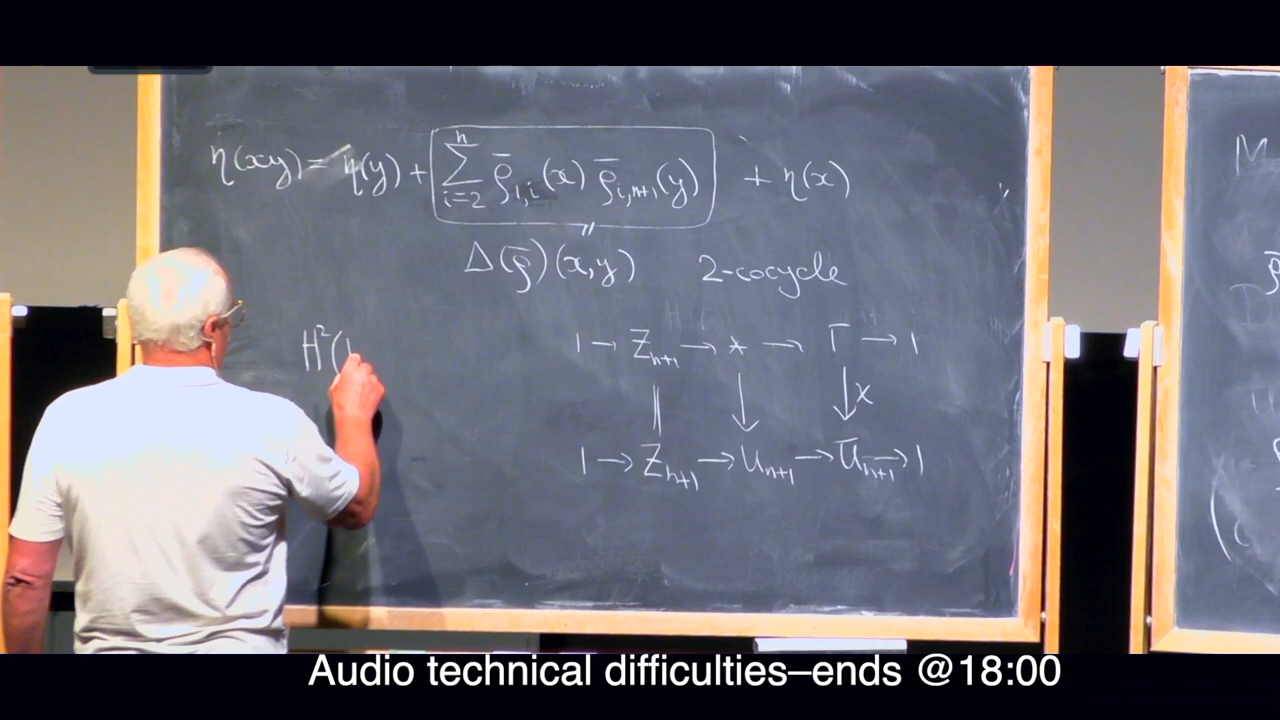 η(xy) = η(y) + ∑_{i=2}^{n} ρ̄_{1,i}(x) ρ̄_{i,n+1}(y) + η(x)
Δ(ρ̄)(x,y) 2-cocycle
H²(
1 → Z_{n+1} → * → Γ → 1
‖ ↓ ↓ χ
1 → Z_{n+1} → U_{n+1} → Ū_{n+1} → 1
M
ρ̄
Audio technical difficulties–ends @18:00